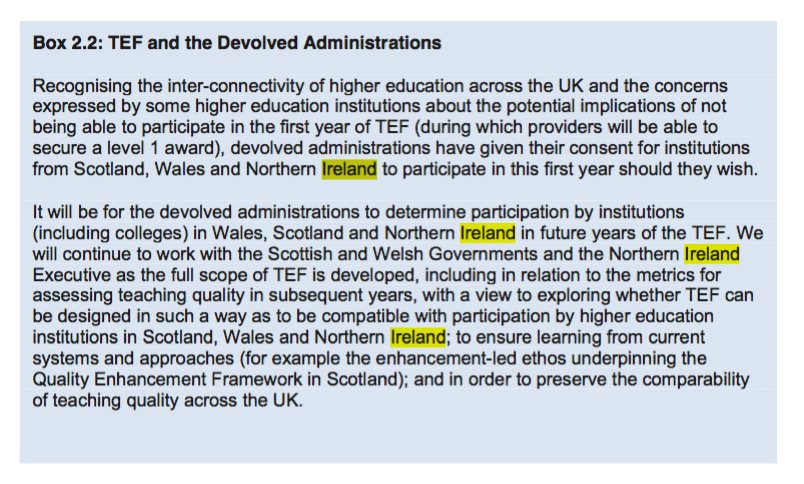 Box 2.2: TEF and the Devolved Administrations
Recognising the inter-connectivity of higher education across the UK and the concerns
expressed by some higher education institutions about the potential implications of not
being able to participate in the first year of TEF (during which providers will be able to
secure a level 1 award), devolved administrations have given their consent for institutions
from Scotland, Wales and Northern Ireland to participate in this first year should they wish.
It will be for the devolved administrations to determine participation by institutions
(including colleges) in Wales, Scotland and Northern Ireland in future years of the TEF. We
will continue to work with the Scottish and Welsh Governments and the Northern Ireland
Executive as the full scope of TEF is developed, including in relation to the metrics for
assessing teaching quality in subsequent years, with a view to exploring whether TEF can
be designed in such a way as to be compatible with participation by higher education
institutions in Scotland, Wales and Northern Ireland; to ensure learning from current
systems and approaches (for example the enhancement-led ethos underpinning the
Quality Enhancement Framework in Scotland); and in order to preserve the comparability
of teaching quality across the UK.